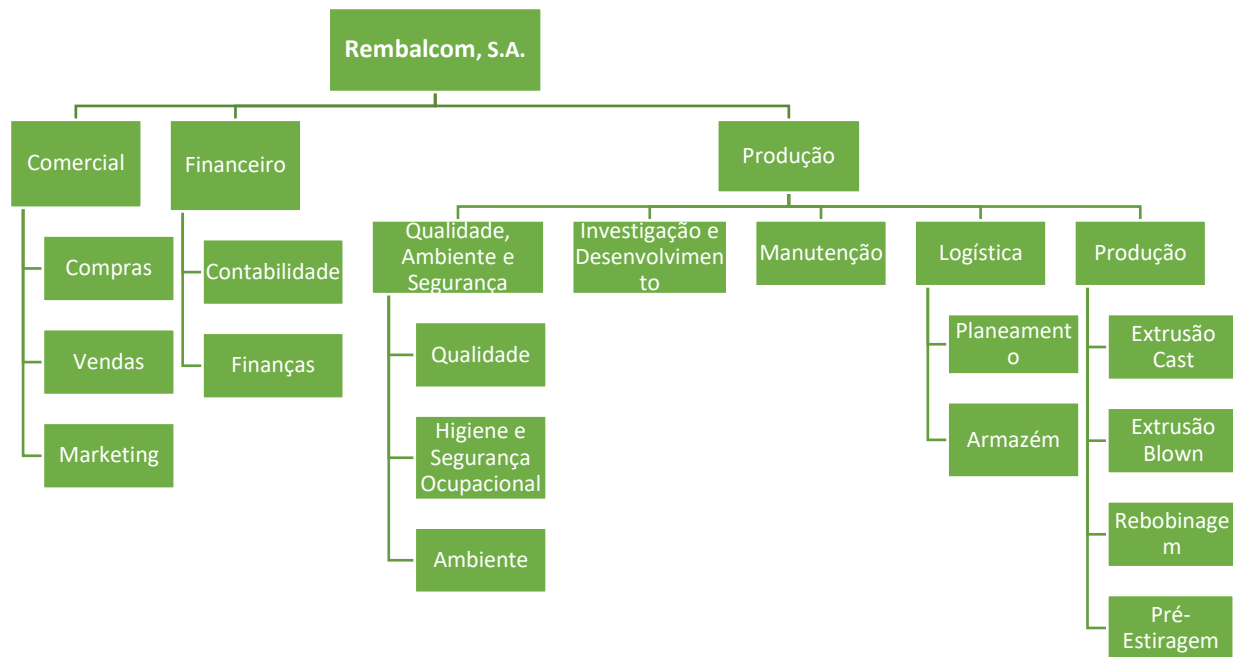 Rembalcom, S.A.
Comercial
Financeiro
Produção
Compras
Vendas
Marketing
Contabilidade
Finanças
Qualidade,
Ambiente e
Segurança
Investigação e
Desenvolvimen
to
Manutenção
Logística
Produção
Qualidade
Higiene e
Segurança
Ocupacional
Ambiente
Planeament
o
Armazém
Extrusão
Cast
Extrusão
Blown
Rebobinage
m
Pré-
Estiragem